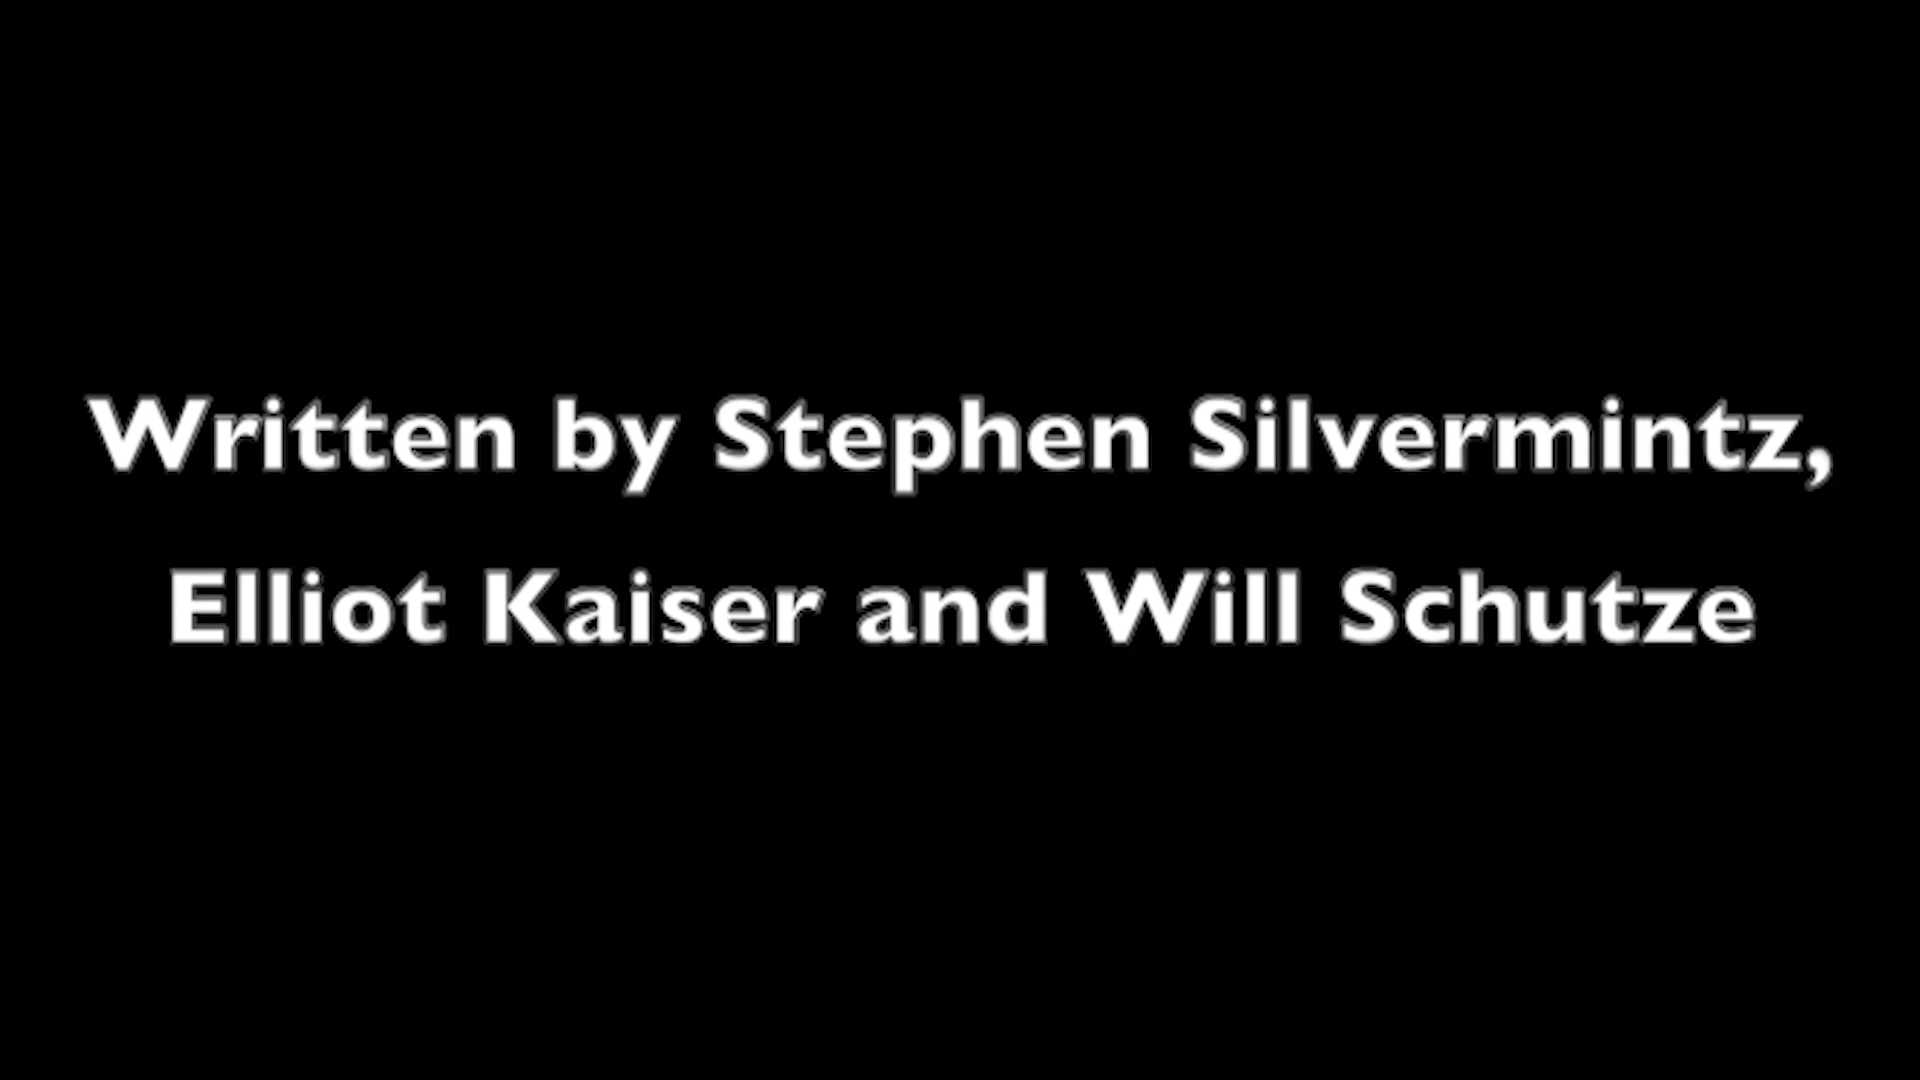 Written by Stephen Silvermintz,
Elliot Kaiser and Will Schutze